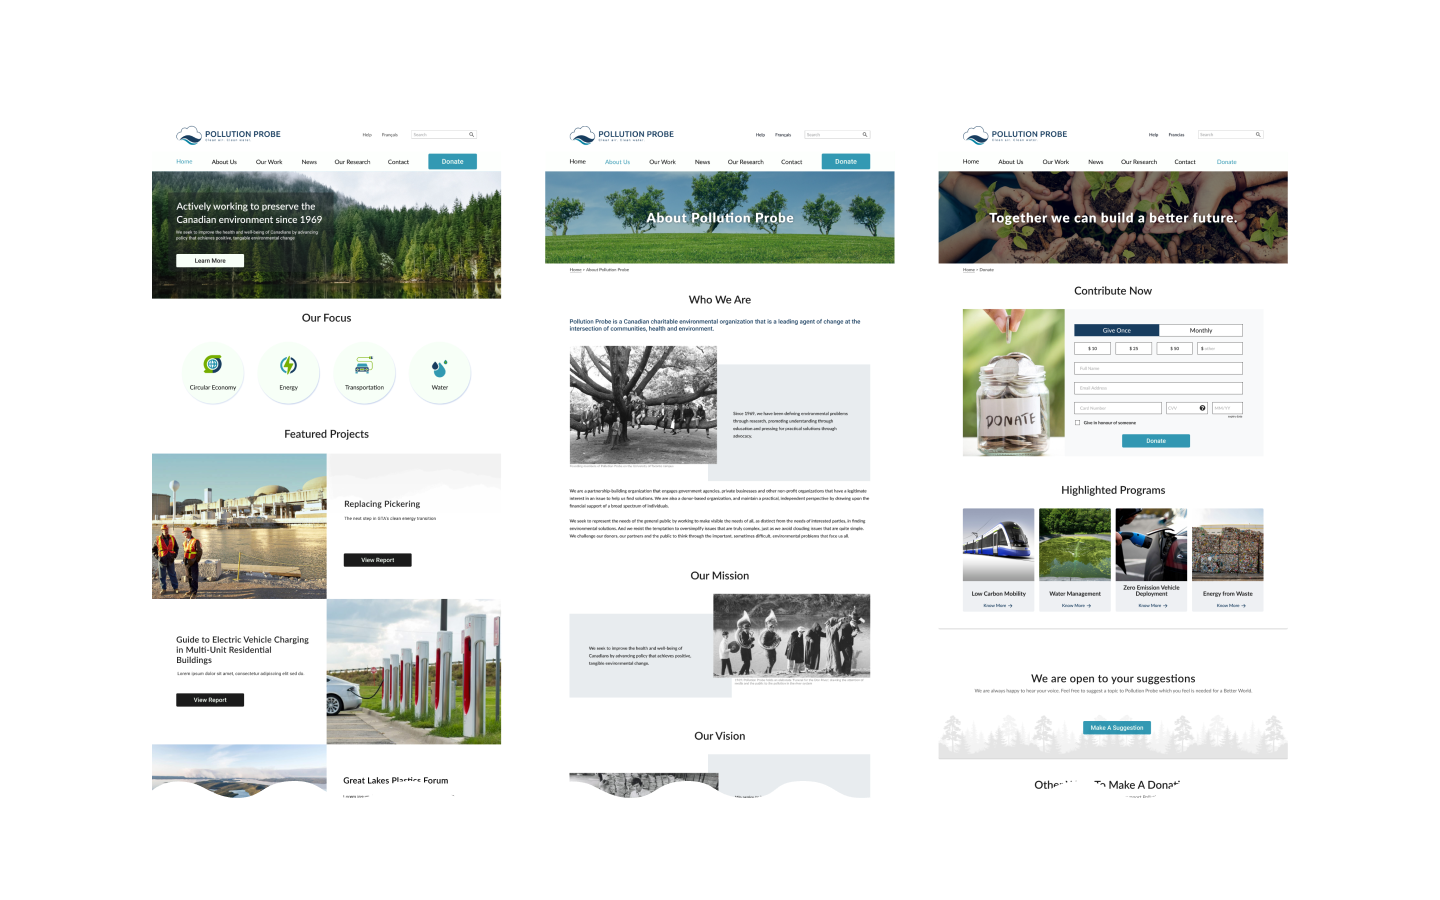 POLLUTION PROBE
clean air. clean water.
Help Français Search
Home About Us Our Work News Our Research Contact Donate
Actively working to preserve the
Canadian environment since 1969
We seek to improve the health and well-being of Canadians by advancing
policy that achieves positive, tangible environmental change
Learn More
Our Focus
Circular Economy Energy Transportation Water
Featured Projects
Replacing Pickering
The next step in GTA's clean energy transition
View Report
Guide to Electric Vehicle Charging
in Multi-Unit Residential
Buildings
Lorem ipsum dolor sit amet, consectetur adipiscing elit sed do.
View Report
Great Lakes Plastics Forum
POLLUTION PROBE
clean air. clean water.
Help Français Search
Home About Us Our Work News Our Research Contact Donate
About Pollution Probe
Home > About Pollution Probe
Who We Are
Pollution Probe is a Canadian charitable environmental organization that is a leading agent of change at the
intersection of communities, health and environment.
Since 1969, we have been defining environmental problems
through research, promoting understanding through
education and pressing for practical solutions through
advocacy.
We are a partnership-building organization that engages government agencies, private businesses and other non-profit organizations that have a legitimate
interest in an issue to help us find solutions. We are also a donor-based organization, and maintain a practical, independent perspective by drawing upon the
financial support of a broad spectrum of individuals.
We seek to represent the needs of the general public by working to make visible the needs of all, as distinct from the needs of interested parties, in finding
environmental solutions. And we resist the temptation to oversimplify issues that are truly complex, just as we avoid clouding issues that are quite simple.
We challenge our donors, our partners and the public to think through the important, sometimes difficult, environmental problems that face us all.
Our Mission
We seek to improve the health and well-being of
Canadians by advancing policy that achieves positive,
tangible environmental change.
Our Vision
POLLUTION PROBE
clean air. clean water.
Help Francias Search
Home About Us Our Work News Our Research Contact Donate
Together we can build a better future.
Home > Donate
Contribute Now
DONATE
Give Once Monthly
$ 10 $ 25 $ 50 $
Full Name
Email Address
Card Number CVV ? MM/YY
Give in honour of someone
Donate
Highlighted Programs
Low Carbon Mobility Water Management Zero Emission Vehicle
Deployment Energy from Waste
Know More → Know More → Know More → Know More →
We are open to your suggestions
We are always happy to hear your voice. Feel free to suggest a topic to Pollution Probe which you feel is needed for a Better World.
Make A Suggestion
Other To Make A Donati